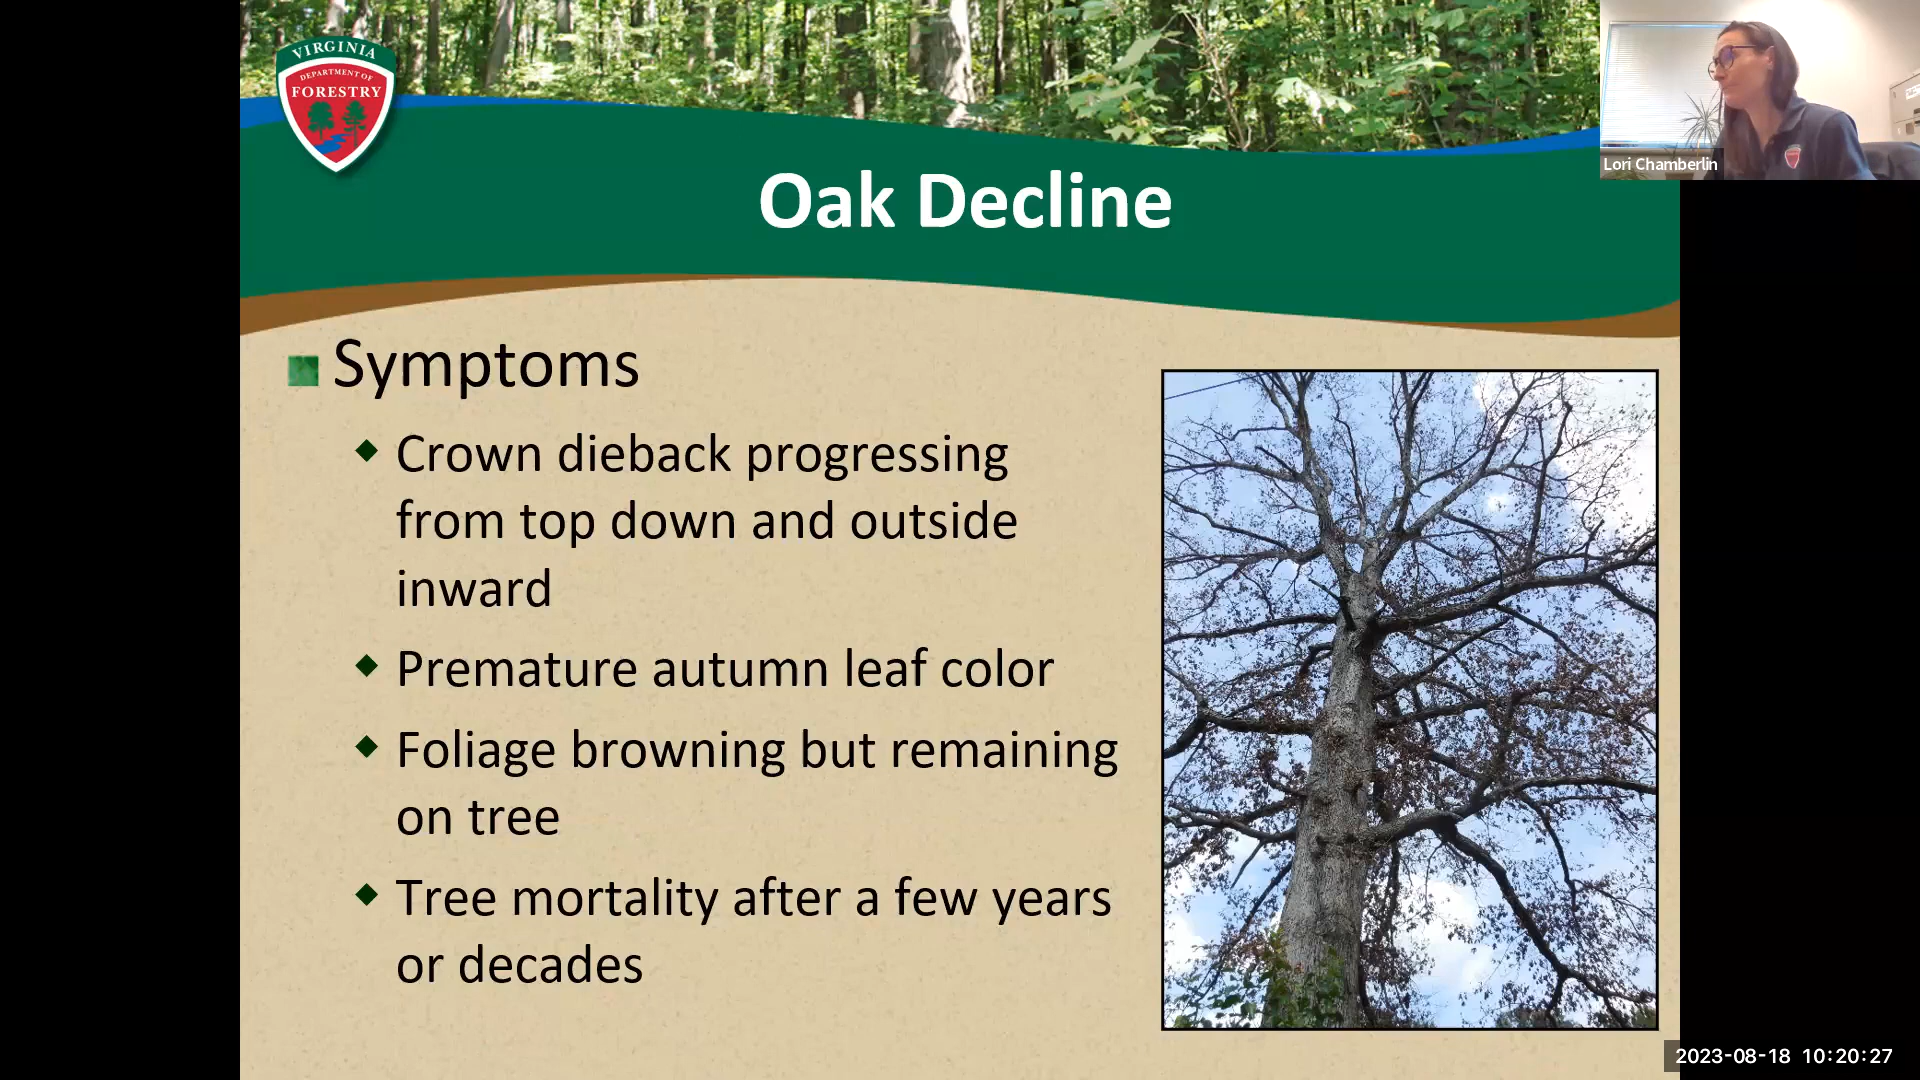 VIRGINIA
DEPARTMENT OF
FORESTRY
Lori Chamberlin
Oak Decline
Symptoms
Crown dieback progressing
from top down and outside
inward
Premature autumn leaf color
Foliage browning but remaining
on tree
Tree mortality after a few years
or decades
2023-08-18 10:20:27